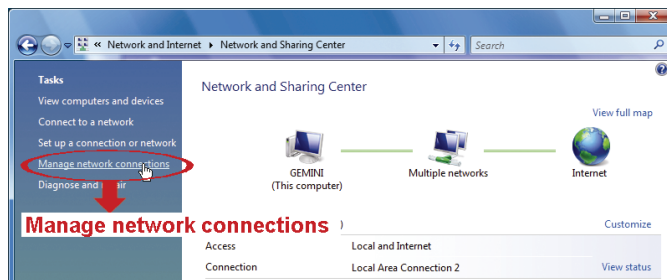 « Network and Internet ▸ Network and Sharing Center
Search
Tasks
View computers and devices
Connect to a network
Set up a connection or network
Manage network connections
Diagnose and
Network and Sharing Center
View full map
GEMINI
(This computer)
Multiple networks
Internet
Manage network connections
)
Customize
Access
Local and Internet
Connection
Local Area Connection 2
View status